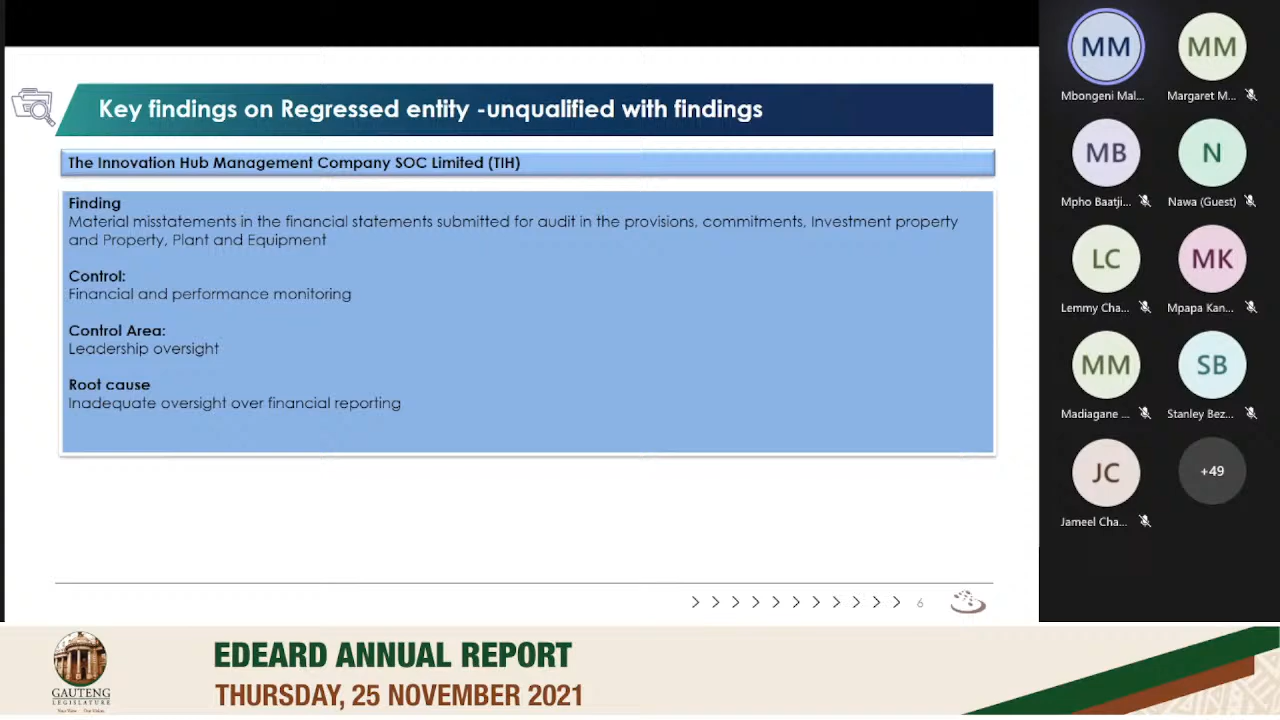 Key findings on Regressed entity -unqualified with findings
The Innovation Hub Management Company SOC Limited (TIH)
Finding
Material misstatements in the financial statements submitted for audit in the provisions, commitments, Investment property
and Property, Plant and Equipment
Control:
Financial and performance monitoring
Control Area:
Leadership oversight
Root cause
Inadequate oversight over financial reporting
6
MM
MM
Mbongeni Mal...
Margaret M...
MB
N
Mpho Baatji...
Nawa (Guest)
LC
MK
Lemmy Cha...
Mpapa Kan...
MM
SB
Madiagane ...
Stanley Bez...
JC
+49
Jameel Cha...
GAUTENG
LEGISLATURE
EDEARD ANNUAL REPORT
THURSDAY, 25 NOVEMBER 2021